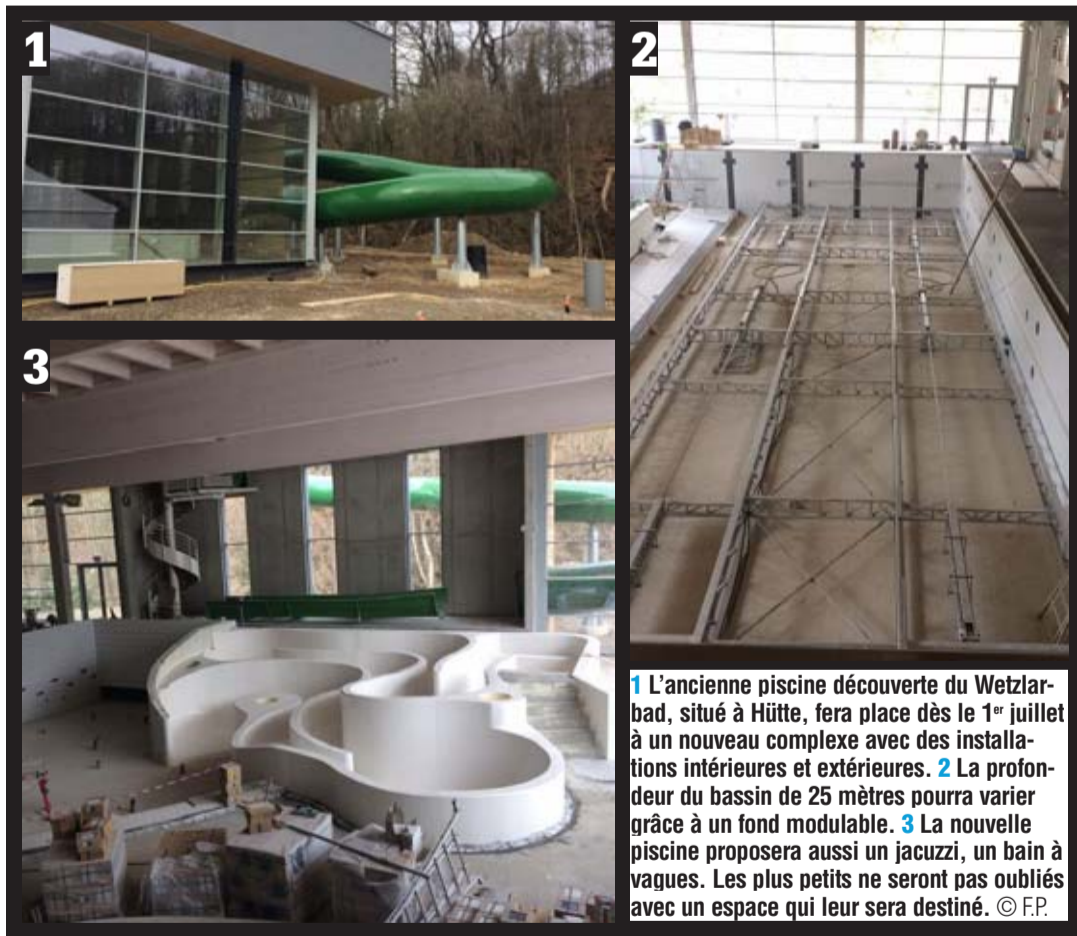 1
2
3
1 L'ancienne piscine découverte du Wetzlar-
bad, situé à Hütte, fera place dès le 1er juillet
à un nouveau complexe avec des installa-
tions intérieures et extérieures. 2 La profon-
deur du bassin de 25 mètres pourra varier
grâce à un fond modulable. 3 La nouvelle
piscine proposera aussi un jacuzzi, un bain à
vagues. Les plus petits ne seront pas oubliés
avec un espace qui leur sera destiné. © F.P.